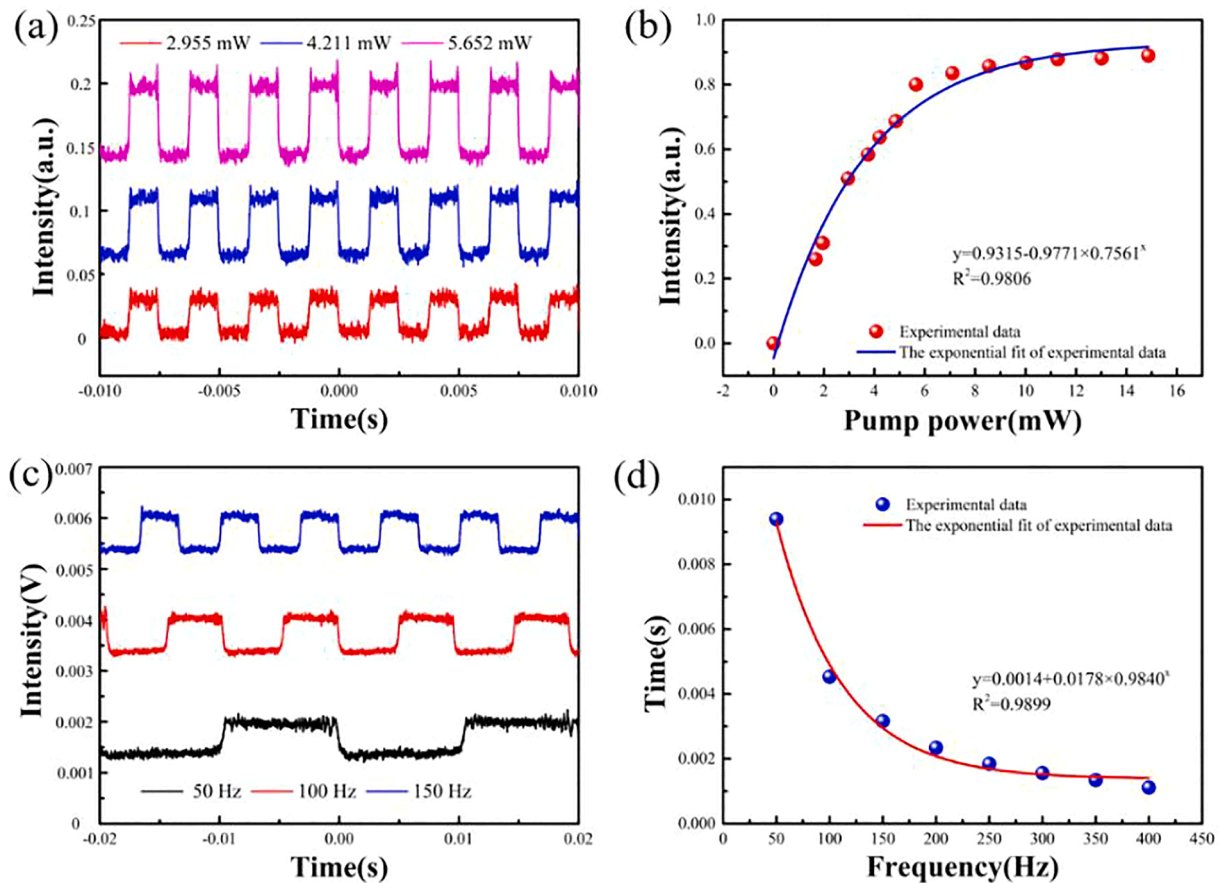 (a)
2.955 mW 4.211 mW 5.652 mW
0.25
0.2
0.15
0.1
0.05
0
Intensity(a.u.)
-0.010 -0.005 0.000 0.005 0.010
Time(s)
(b)
1.0
0.8
0.6
0.4
0.2
0.0
Intensity(a.u.)
y=0.9315-0.9771×0.7561ˣ
R²=0.9806
Experimental data
The exponential fit of experimental data
-2 0 2 4 6 8 10 12 14 16
Pump power(mW)
(c)
0.007
0.006
0.005
0.004
0.003
0.002
0.001
0
Intensity(V)
50 Hz 100 Hz 150 Hz
-0.02 -0.01 0.00 0.01 0.02
Time(s)
(d)
Experimental data
The exponential fit of experimental data
0.010
0.008
0.006
0.004
0.002
0.000
Time(s)
y=0.0014+0.0178×0.9840ˣ
R²=0.9899
0 50 100 150 200 250 300 350 400 450
Frequency(Hz)